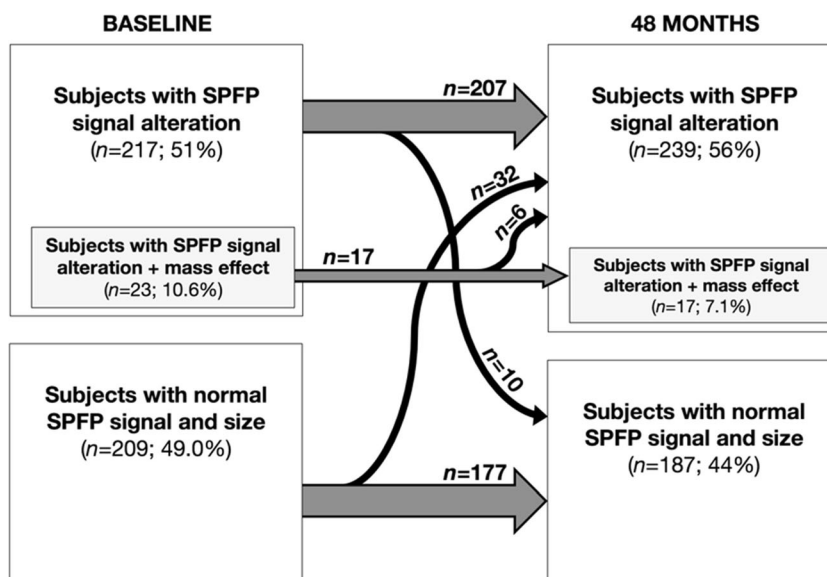 BASELINE
48 MONTHS
Subjects with SPFP
signal alteration
(n=217; 51%)
n=207
Subjects with SPFP
signal alteration
(n=239; 56%)
n=32
n=6
Subjects with SPFP signal
alteration + mass effect
(n=23; 10.6%)
n=17
Subjects with SPFP signal
alteration + mass effect
(n=17; 7.1%)
n=10
Subjects with normal
SPFP signal and size
(n=209; 49.0%)
n=177
Subjects with normal
SPFP signal and size
(n=187; 44%)